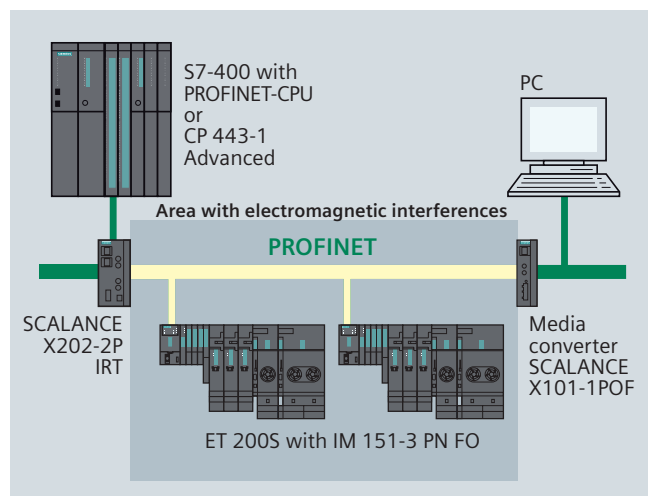 S7-400 with
PROFINET-CPU
or
CP 443-1
Advanced
PC
Area with electromagnetic interferences
PROFINET
SCALANCE
X202-2P
IRT
Media
converter
SCALANCE
X101-1POF
ET 200S with IM 151-3 PN FO